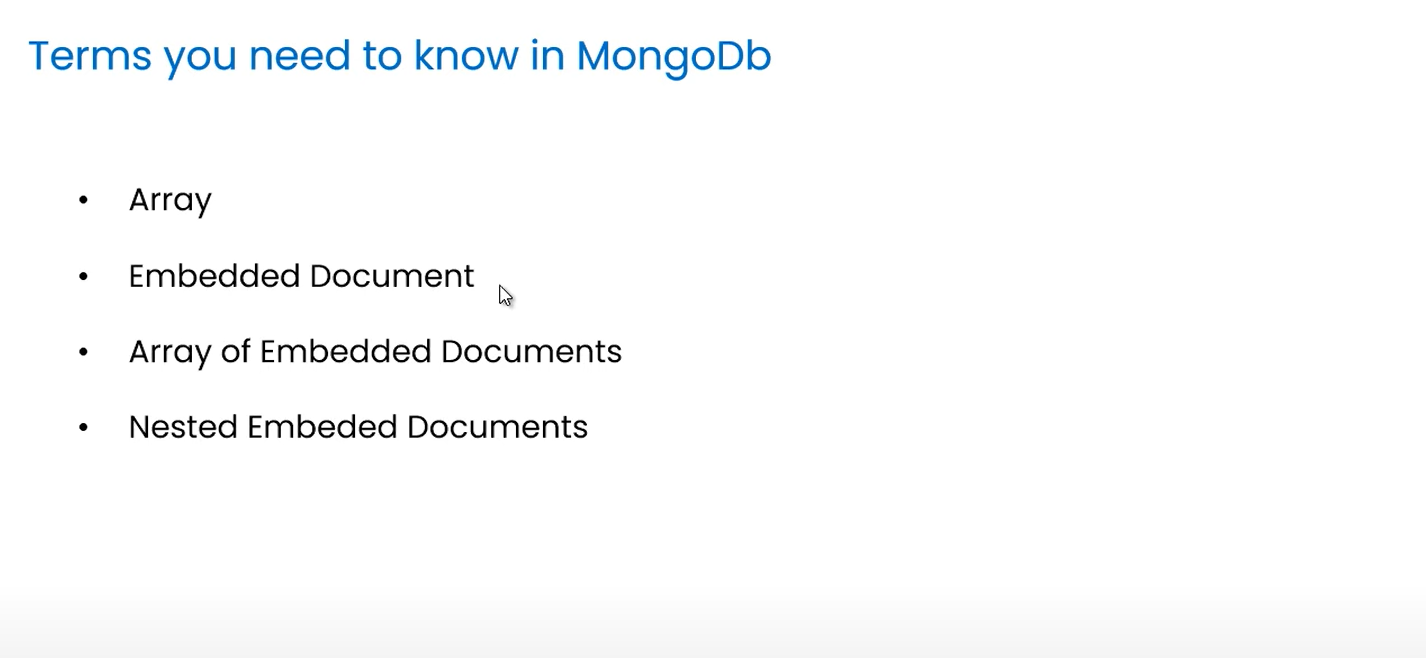 Terms you need to know in MongoDb
• Array
• Embedded Document
• Array of Embedded Documents
• Nested Embeded Documents